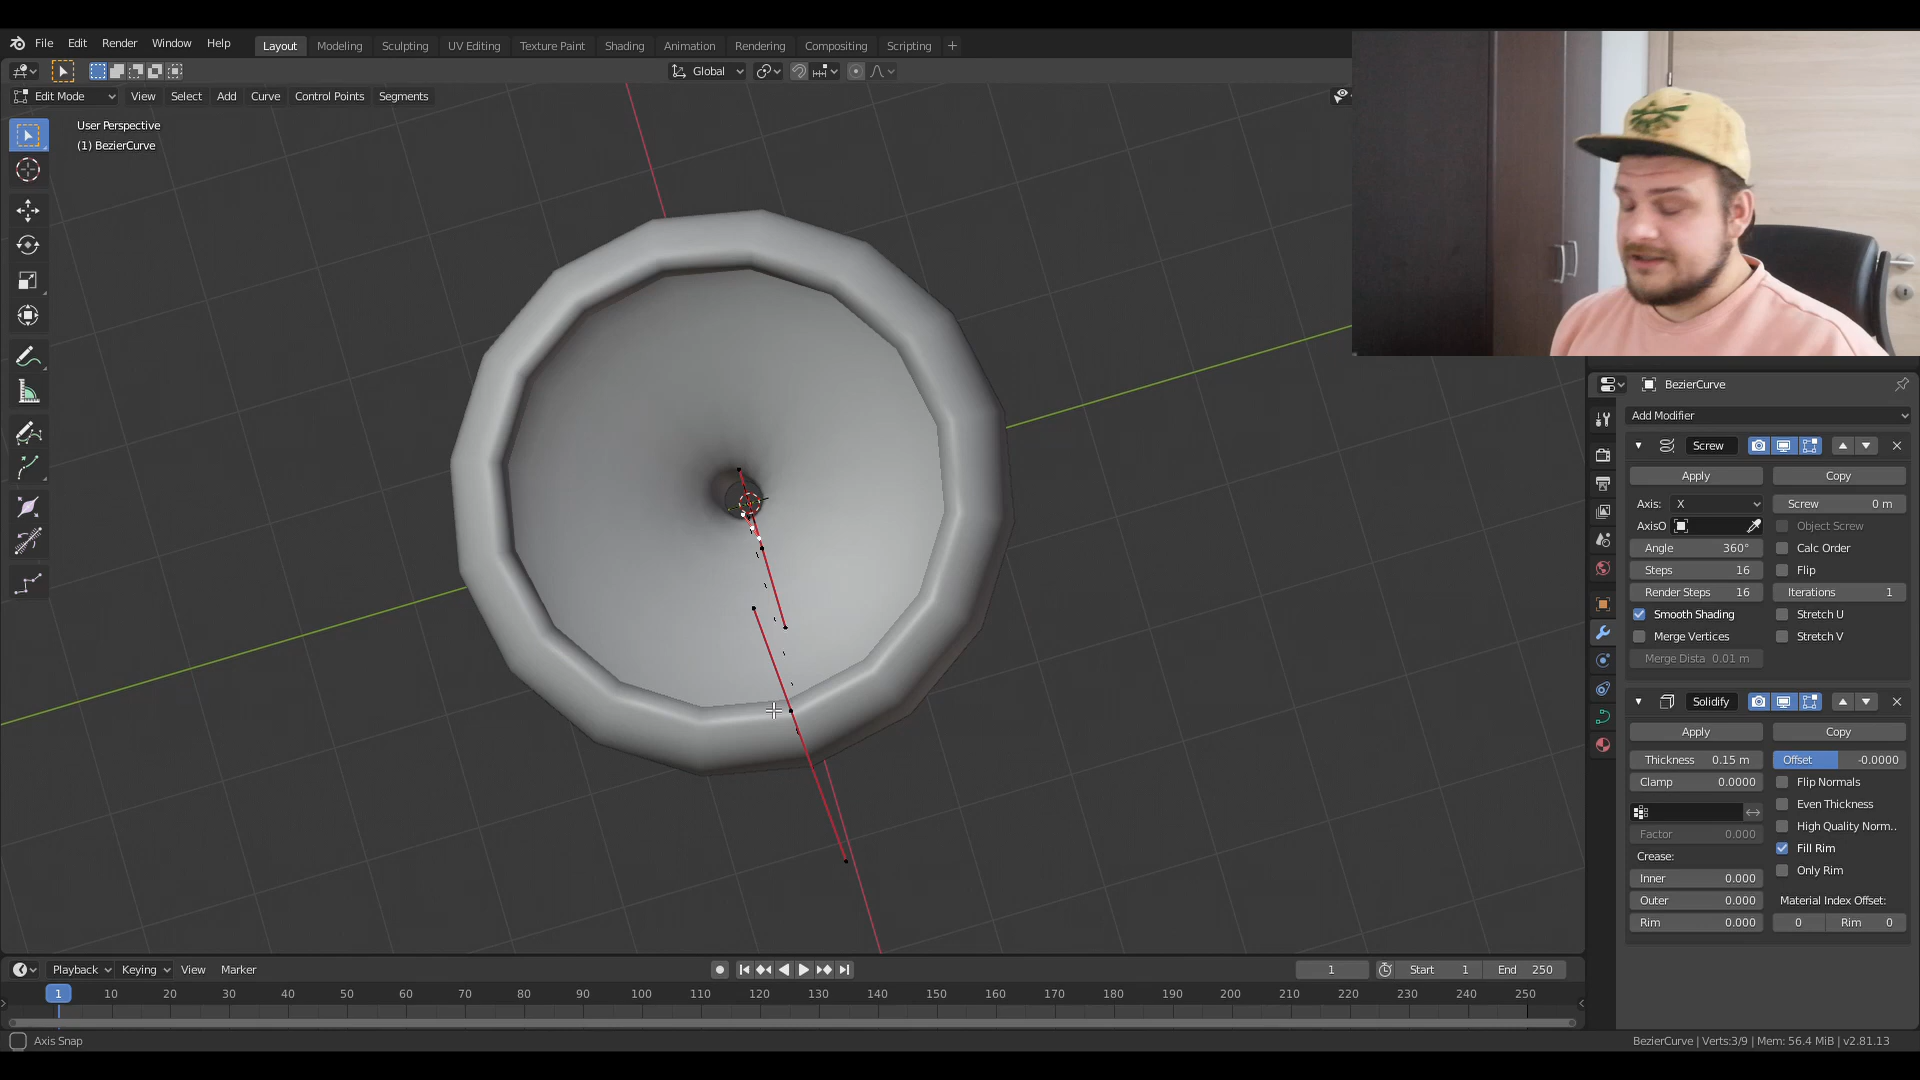 File Edit Render Window Help Layout Modeling Sculpting UV Editing Texture Paint Shading Animation Rendering Compositing Scripting
Global
Edit Mode View Select Add Curve Control Points Segments
User Perspective
(1) BezierCurve
BezierCurve
Add Modifier
Screw
Apply Copy
Axis: X Screw 0 m
AxisO Object Screw
Angle 360° Calc Order
Steps 16 Flip
Render Steps 16 Iterations 1
Smooth Shading Stretch U
Merge Vertices Stretch V
Merge Dista 0.01 m
Solidify
Apply Copy
Thickness 0.15 m Offset -0.0000
Clamp 0.0000 Flip Normals
Even Thickness
High Quality Norm..
Factor 0.000
Fill Rim
Crease:
Only Rim
Inner 0.000
Outer 0.000 Material Index Offset:
Rim 0.000 0 Rim 0
Playback Keying View Marker 1 Start 1 End 250
1 10 20 30 40 50 60 70 80 90 100 110 120 130 140 150 160 170 180 190 200 210 220 230 240 250
Axis Snap BezierCurve | Verts:3/9 | Mem: 56.4 MiB | v2.81.13